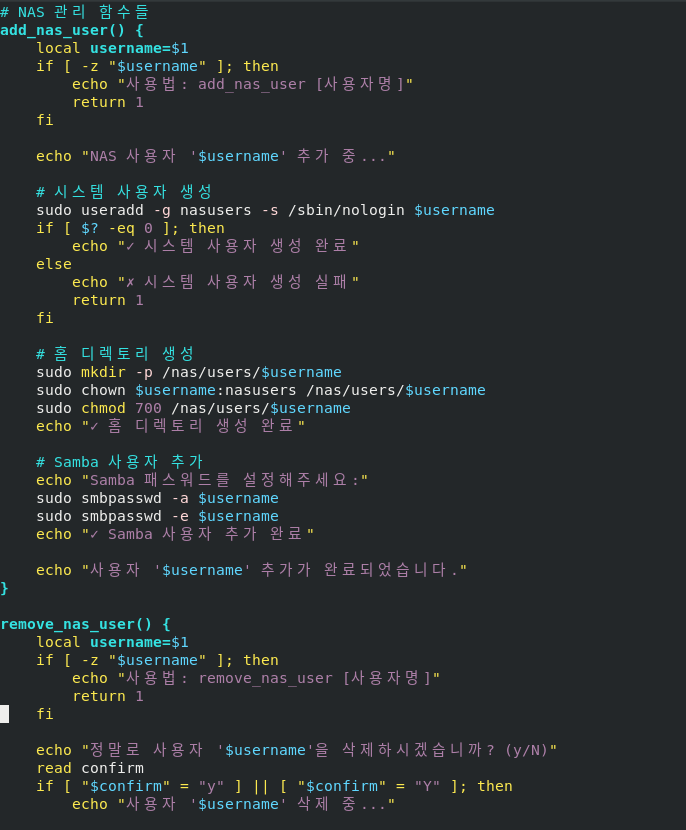 # NAS 관리 함수들
add_nas_user() {
    local username=$1
    if [ -z "$username" ]; then
        echo "사용법: add_nas_user [사용자명]"
        return 1
    fi

    echo "NAS 사용자 '$username' 추가 중..."

    # 시스템 사용자 생성
    sudo useradd -g nasusers -s /sbin/nologin $username
    if [ $? -eq 0 ]; then
        echo "✓ 시스템 사용자 생성 완료"
    else
        echo "✗ 시스템 사용자 생성 실패"
        return 1
    fi

    # 홈 디렉토리 생성
    sudo mkdir -p /nas/users/$username
    sudo chown $username:nasusers /nas/users/$username
    sudo chmod 700 /nas/users/$username
    echo "✓ 홈 디렉토리 생성 완료"

    # Samba 사용자 추가
    echo "Samba 패스워드를 설정해주세요:"
    sudo smbpasswd -a $username
    sudo smbpasswd -e $username
    echo "✓ Samba 사용자 추가 완료"

    echo "사용자 '$username' 추가가 완료되었습니다."
}

remove_nas_user() {
    local username=$1
    if [ -z "$username" ]; then
        echo "사용법: remove_nas_user [사용자명]"
        return 1
    fi

    echo "정말로 사용자 '$username'을 삭제하시겠습니까? (y/N)"
    read confirm
    if [ "$confirm" = "y" ] || [ "$confirm" = "Y" ]; then
        echo "사용자 '$username' 삭제 중..."